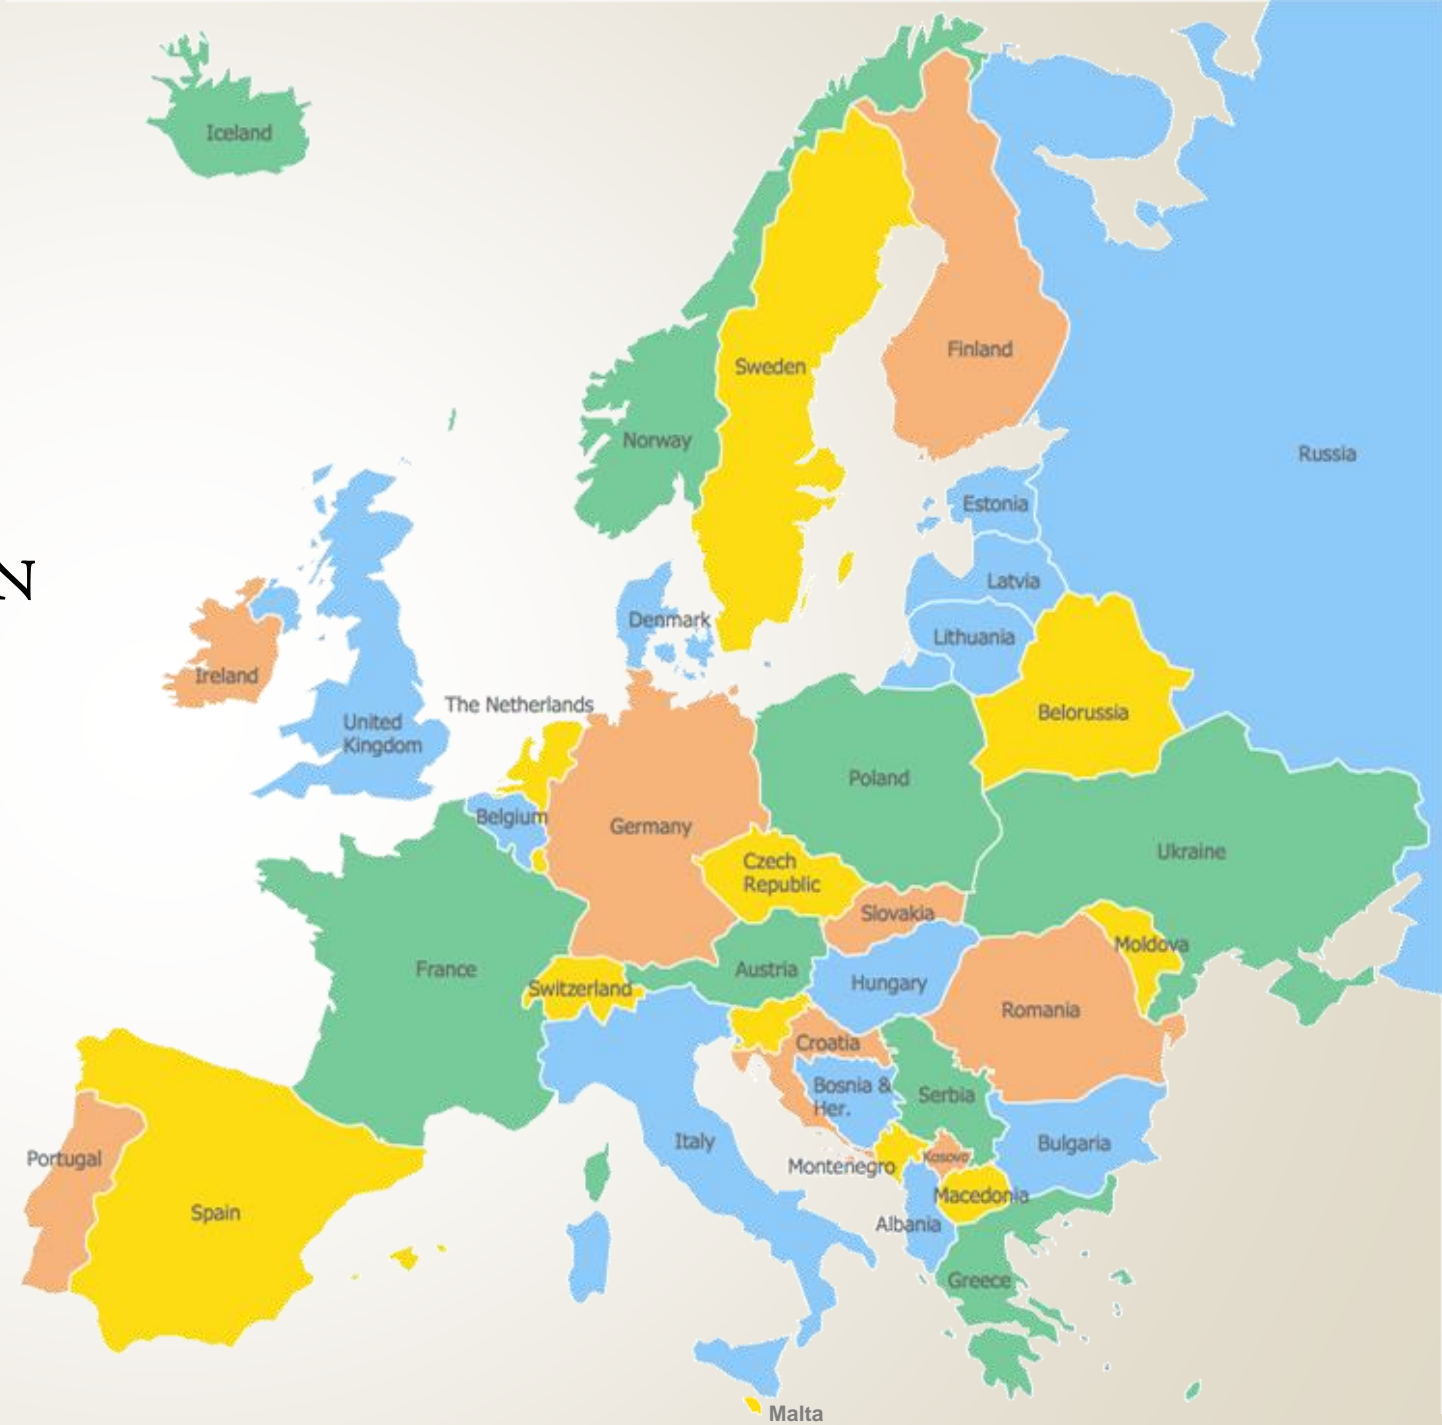 Iceland
Finland
Sweden
Norway
Russia
Estonia
N
Latvia
Denmark
Lithuania
Ireland
The Netherlands
United
Kingdom
Belorussia
Poland
Belgium
Germany
Ukraine
Czech
Republic
Slovakia
Moldova
France
Austria
Switzerland
Hungary
Romania
Croatia
Bosnia &
Her.
Serbia
Italy
Bulgaria
Portugal
Kosovo
Montenegro
Macedonia
Spain
Albania
Greece
Malta